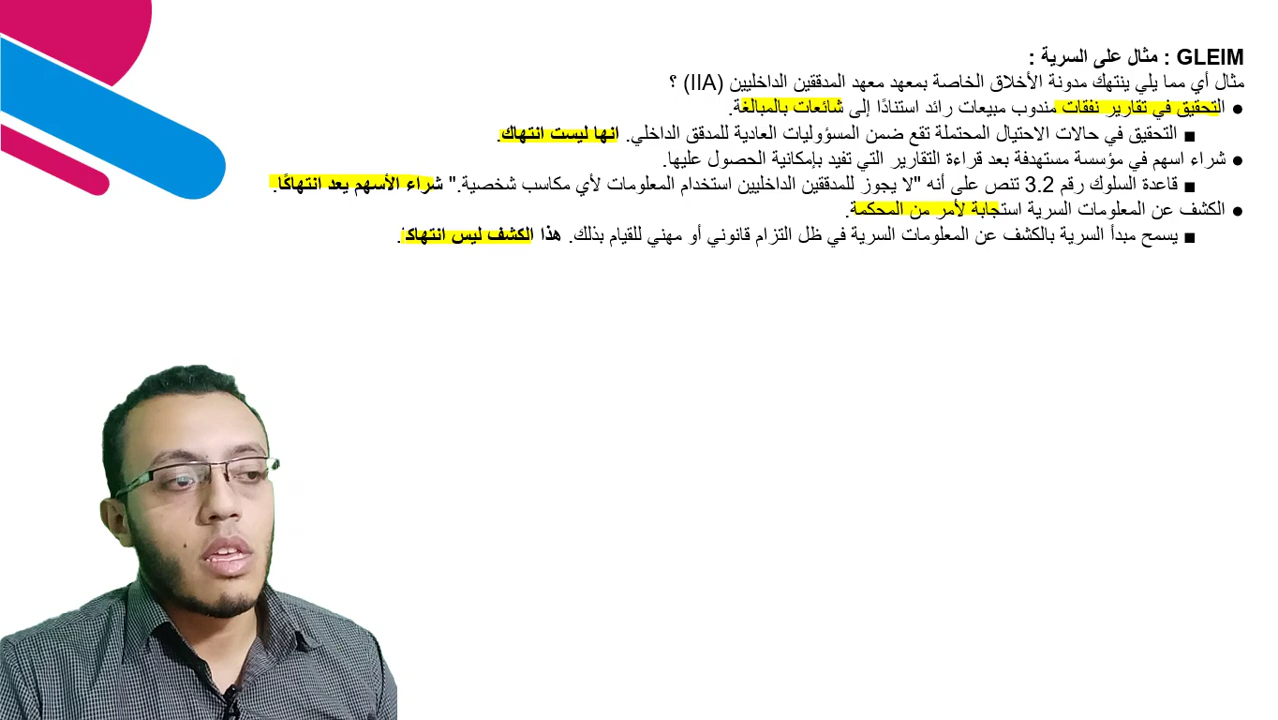 GLEIM : مثال على السرية :
مثال أي مما يلي ينتهك مدونة الأخلاق الخاصة بمعهد معهد المدققين الداخليين (IIA) ؟
● التحقيق في تقارير نفقات مندوب مبيعات رائد استنادًا إلى شائعات بالمبالغة.
■ التحقيق في حالات الاحتيال المحتملة تقع ضمن المسؤوليات العادية للمدقق الداخلي. انها ليست انتهاك.
● شراء اسهم في مؤسسة مستهدفة بعد قراءة التقارير التي تفيد بإمكانية الحصول عليها.
■ قاعدة السلوك رقم 3.2 تنص على أنه "لا يجوز للمدققين الداخليين استخدام المعلومات لأي مكاسب شخصية." شراء الأسهم يعد انتهاكًا.
● الكشف عن المعلومات السرية استجابة لأمر من المحكمة.
■ يسمح مبدأ السرية بالكشف عن المعلومات السرية في ظل التزام قانوني أو مهني للقيام بذلك. هذا الكشف ليس انتهاك.